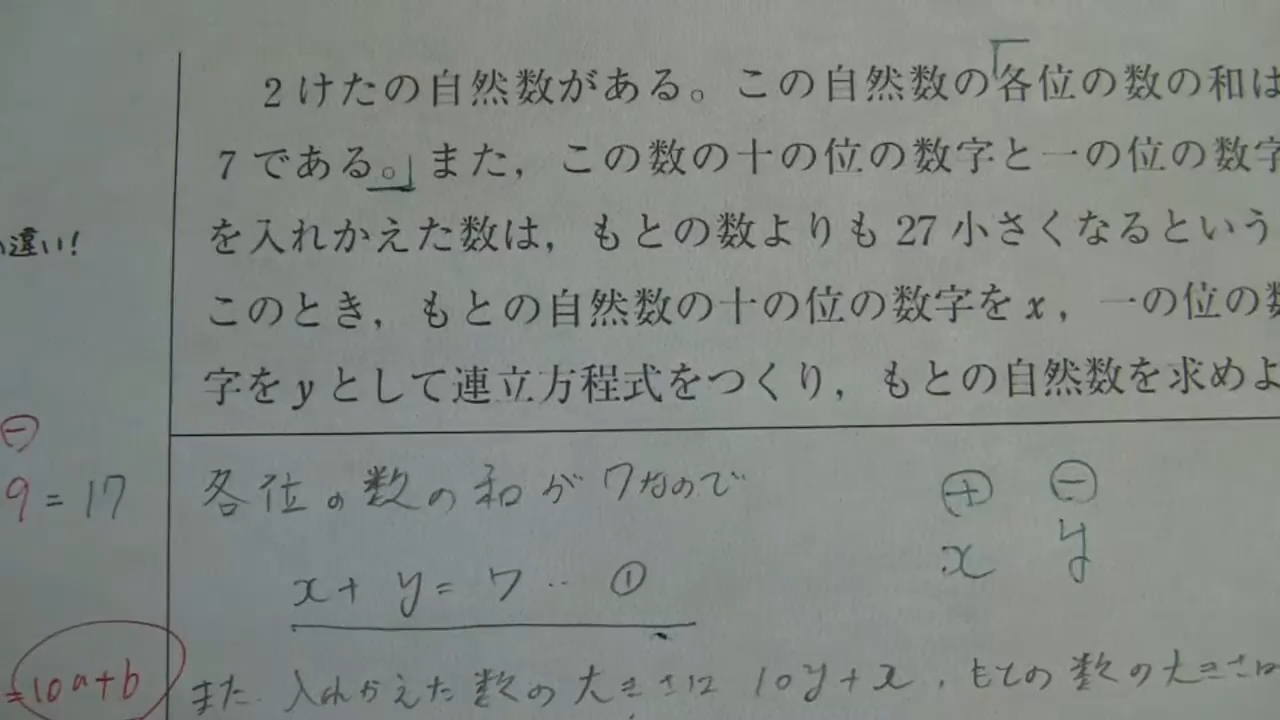 2けたの自然数がある。この自然数の「各位の数の和は
7である。」また，この数の十の位の数字と一の位の数字
を入れかえた数は，もとの数よりも27小さくなるという
このとき，もとの自然数の十の位の数字をx，一の位の数
字をyとして連立方程式をつくり，もとの自然数を求めよ
違い!
㊀
9=17
各位の数の和が7なので
⊕ ㊀
x y
x+y=7‥①
=10a+b
また、入れかえた数の大きさは 10y+x，もとの数の大きさは